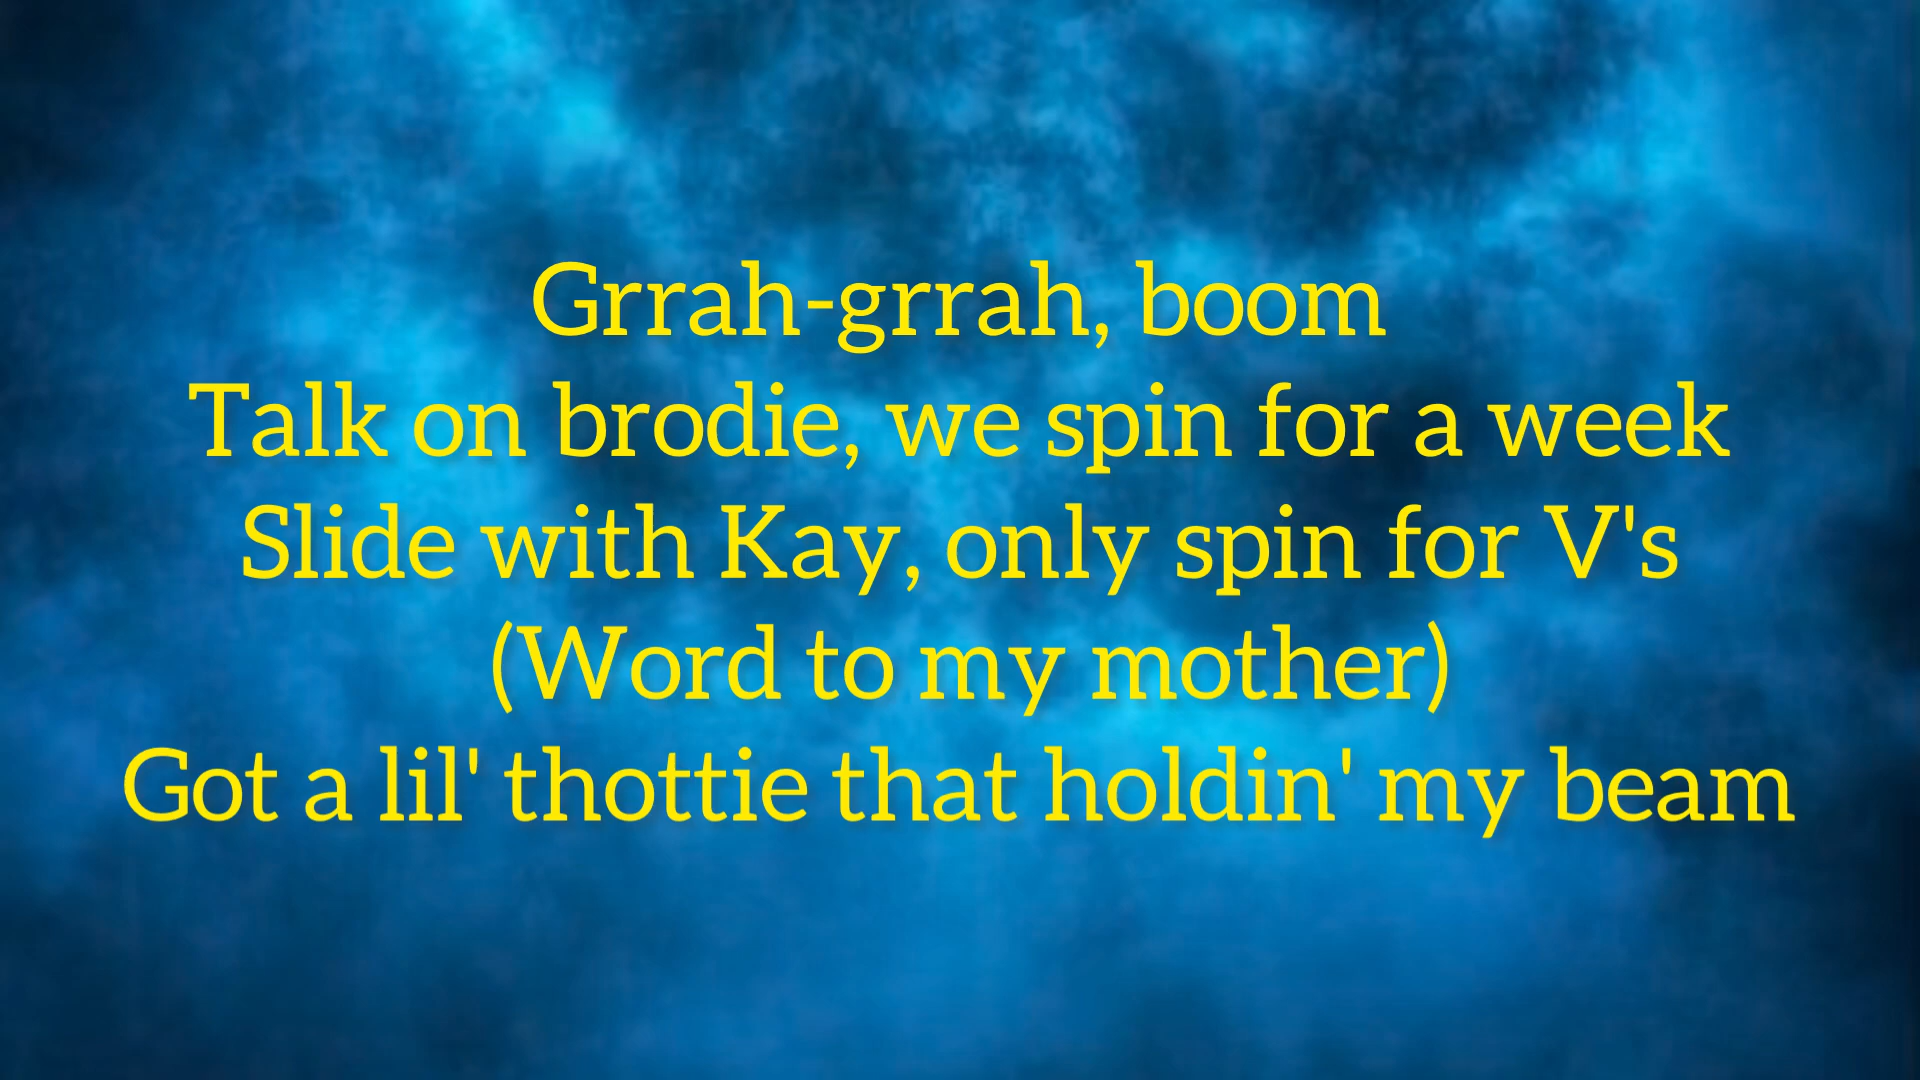 Grrah-grrah, boom
Talk on brodie, we spin for a week
Slide with Kay, only spin for V's
(Word to my mother)
Got a lil' thottie that holdin' my beam